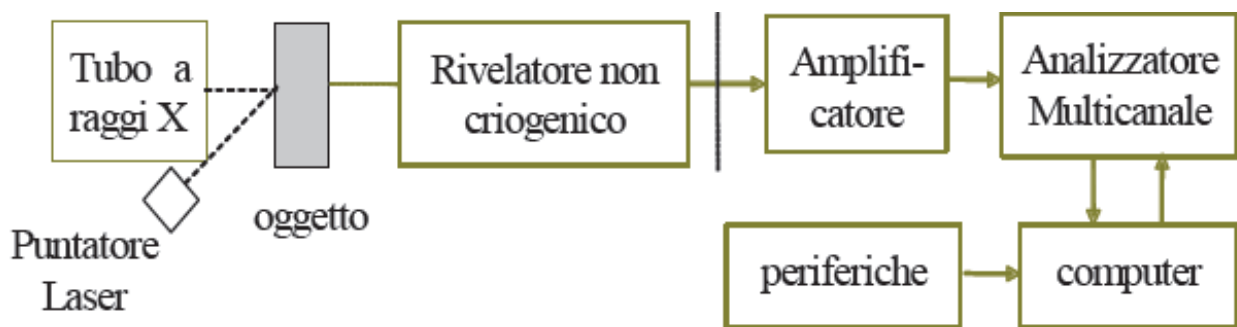 Tubo a
raggi X
Puntatore
Laser
oggetto
Rivelatore non
criogenico
Amplifi-
catore
Analizzatore
Multicanale
periferiche
computer